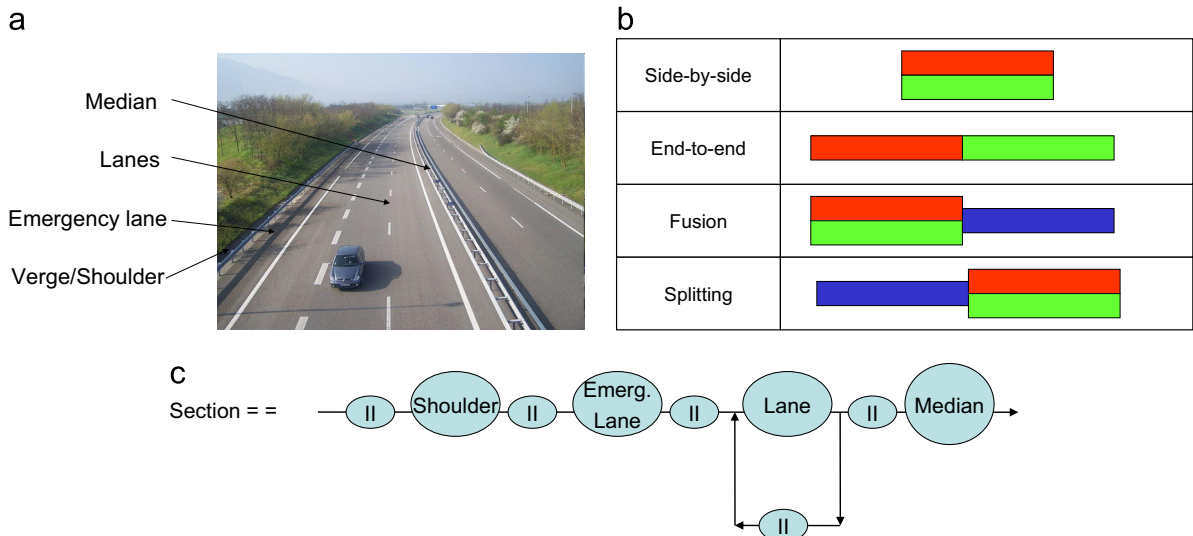 a
Median
Lanes
Emergency lane
Verge/Shoulder
b
Side-by-side
End-to-end
Fusion
Splitting
c
Section = =
II
Shoulder
II
Emerg.
Lane
II
Lane
II
Median
II